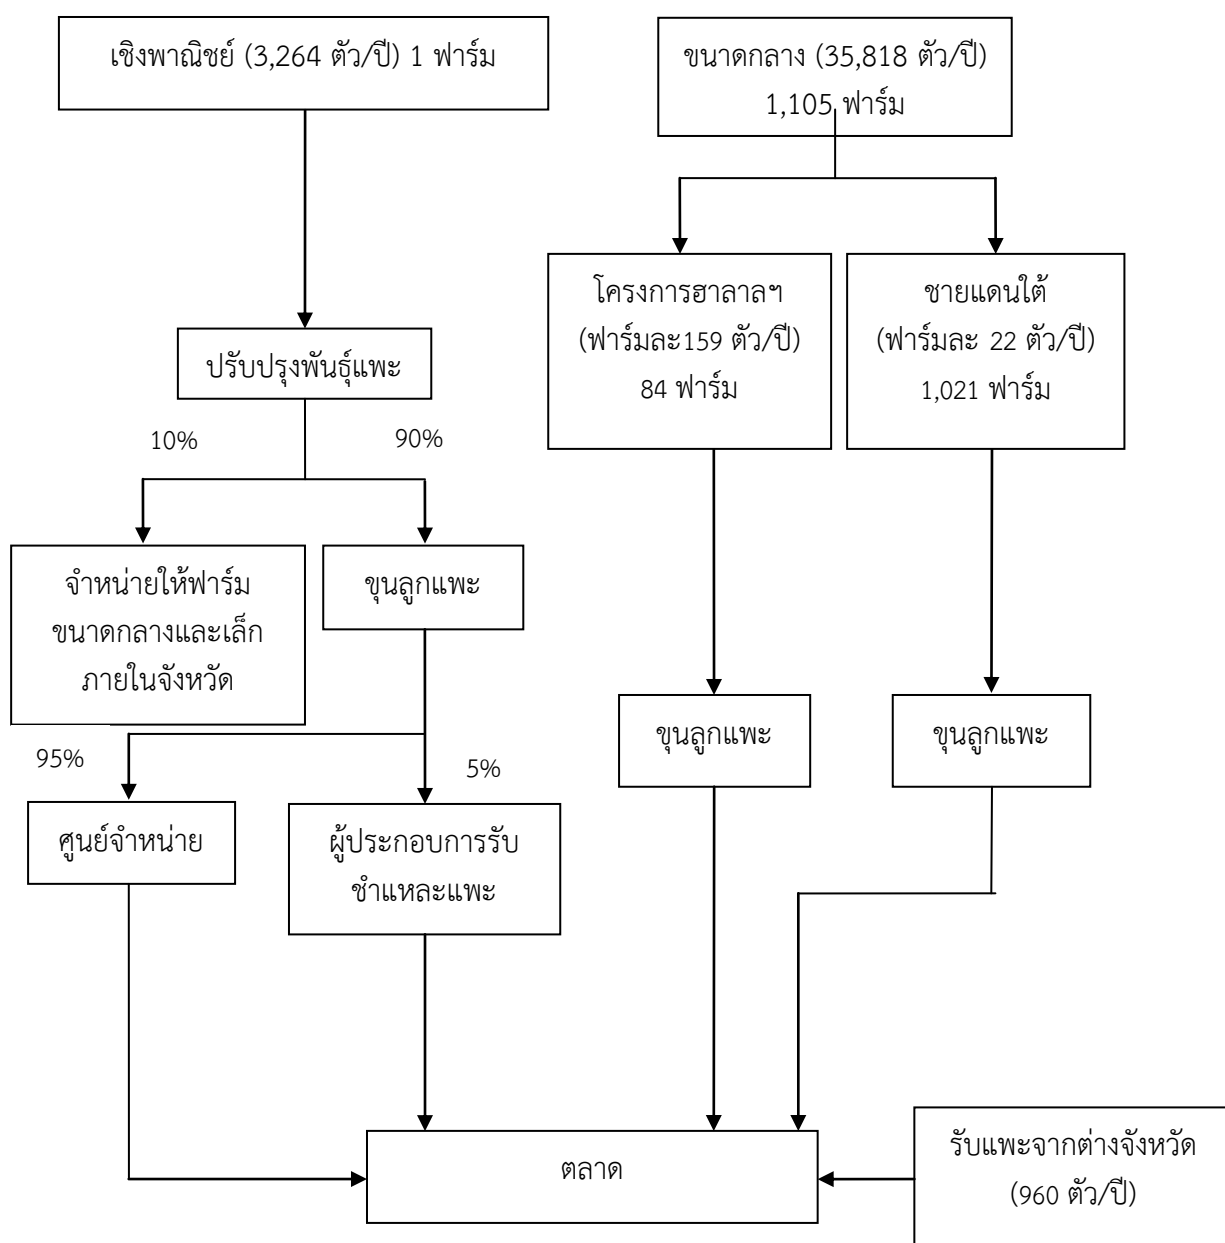 เชิงพาณิชย์ (3,264 ตัว/ปี) 1 ฟาร์ม
ขนาดกลาง (35,818 ตัว/ปี)
1,105 ฟาร์ม
โครงการฮาลาลฯ
(ฟาร์มละ159 ตัว/ปี)
84 ฟาร์ม
ชายแดนใต้
(ฟาร์มละ 22 ตัว/ปี)
1,021 ฟาร์ม
ปรับปรุงพันธุ์แพะ
10%
90%
จำหน่ายให้ฟาร์ม
ขนาดกลางและเล็ก
ภายในจังหวัด
ขุนลูกแพะ
ขุนลูกแพะ
ขุนลูกแพะ
95%
5%
ศูนย์จำหน่าย
ผู้ประกอบการรับ
ชำแหละแพะ
ตลาด
รับแพะจากต่างจังหวัด
(960 ตัว/ปี)